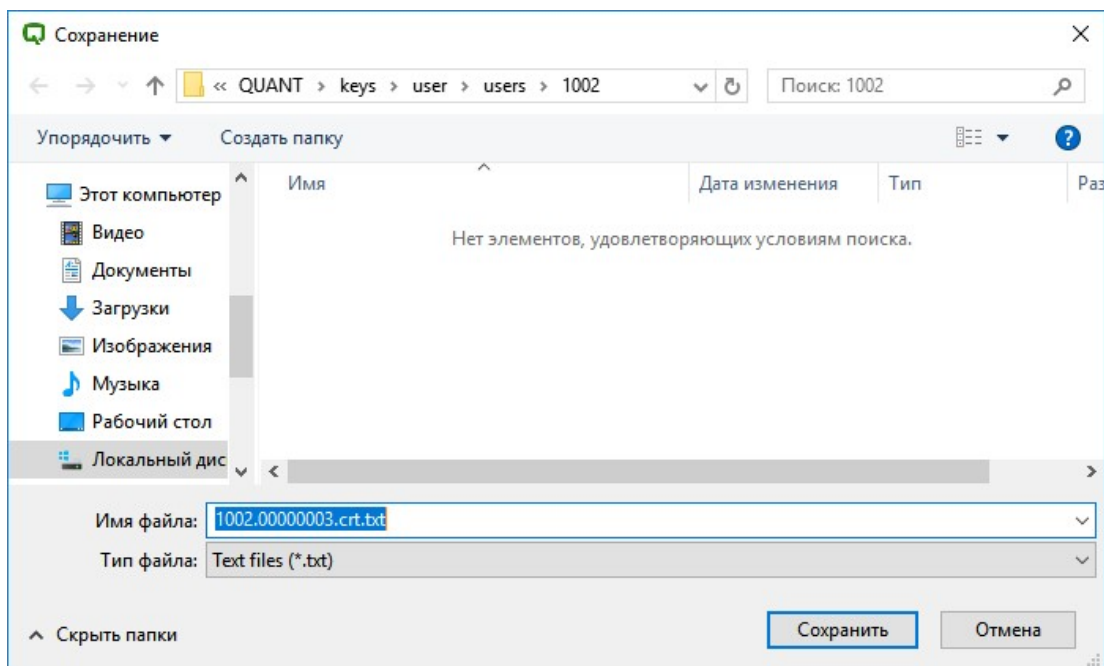 Сохранение
« QUANT › keys › user › users › 1002
Поиск: 1002
Упорядочить
Создать папку
?
Имя
Дата изменения
Тип
Раз
Нет элементов, удовлетворяющих условиям поиска.
Этот компьютер
Видео
Документы
Загрузки
Изображения
Музыка
Рабочий стол
Локальный дис
Имя файла: 1002.00000003.crt.txt
Тип файла: Text files (*.txt)
Скрыть папки
Сохранить
Отмена